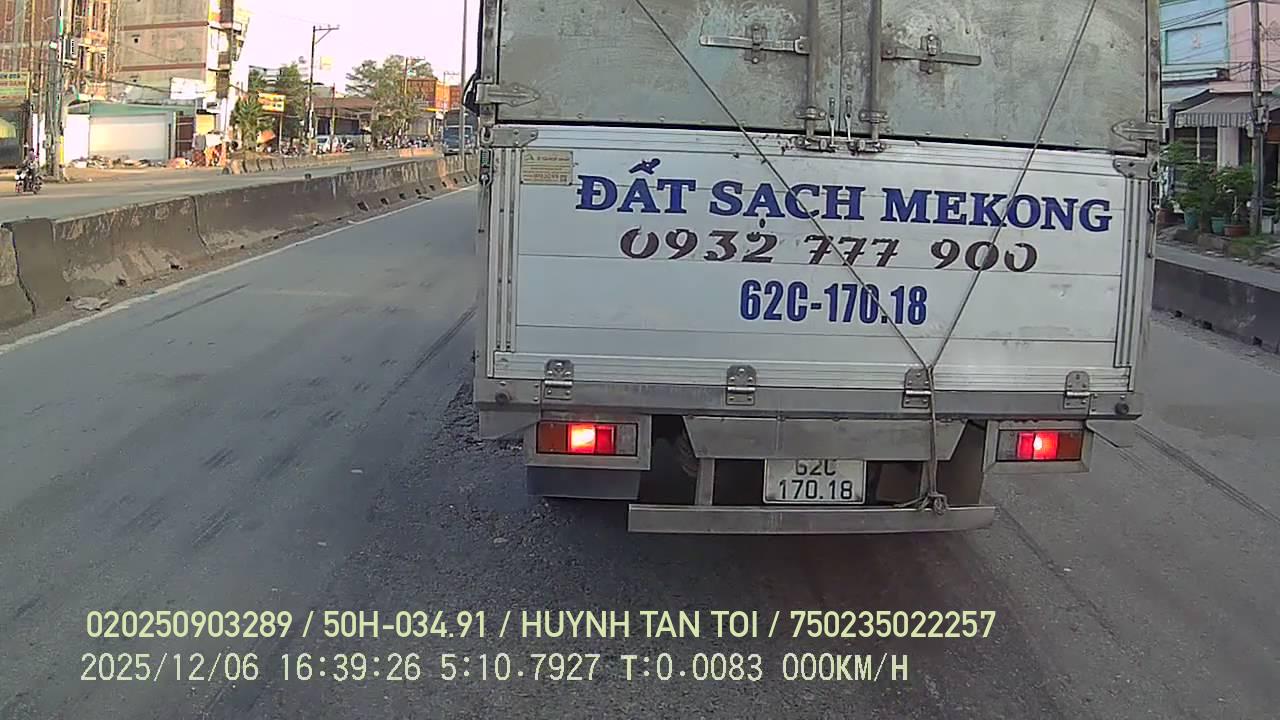 ĐẤT SẠCH MEKONG
0932 777 900
62C-170.18
62C
170.18
020250903289 / 50H-034.91 / HUYNH TAN TOI / 750235022257
2025/12/06 16:39:26 5:10.7927 T:0.0083 000KM/H